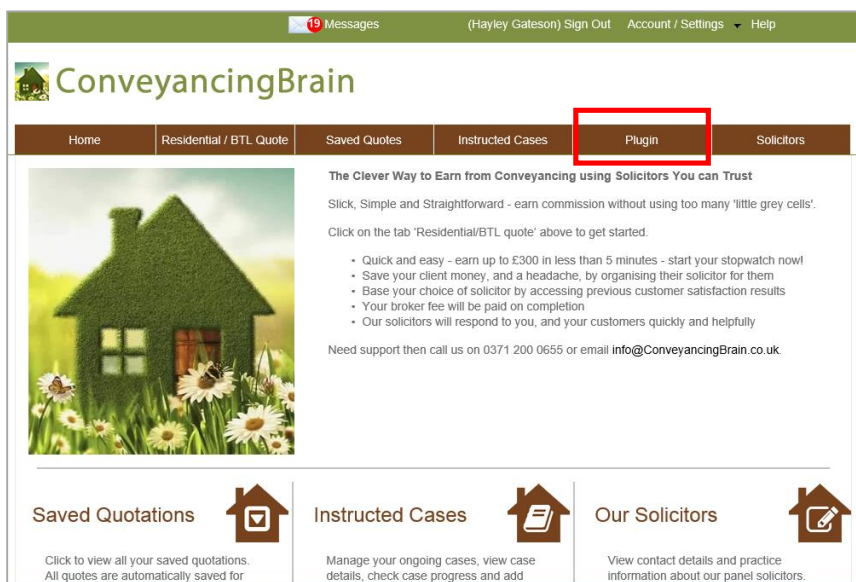 19 Messages (Hayley Gateson) Sign Out Account / Settings Help
ConveyancingBrain
Home Residential / BTL Quote Saved Quotes Instructed Cases Plugin Solicitors
The Clever Way to Earn from Conveyancing using Solicitors You can Trust
Slick, Simple and Straightforward - earn commission without using too many 'little grey cells'.
Click on the tab 'Residential/BTL quote' above to get started.
• Quick and easy - earn up to £300 in less than 5 minutes - start your stopwatch now!
• Save your client money, and a headache, by organising their solicitor for them
• Base your choice of solicitor by accessing previous customer satisfaction results
• Your broker fee will be paid on completion
• Our solicitors will respond to you, and your customers quickly and helpfully
Need support then call us on 0371 200 0655 or email info@ConveyancingBrain.co.uk.
Saved Quotations
Click to view all your saved quotations.
All quotes are automatically saved for
Instructed Cases
Manage your ongoing cases, view case
details, check case progress and add
Our Solicitors
View contact details and practice
information about our panel solicitors.